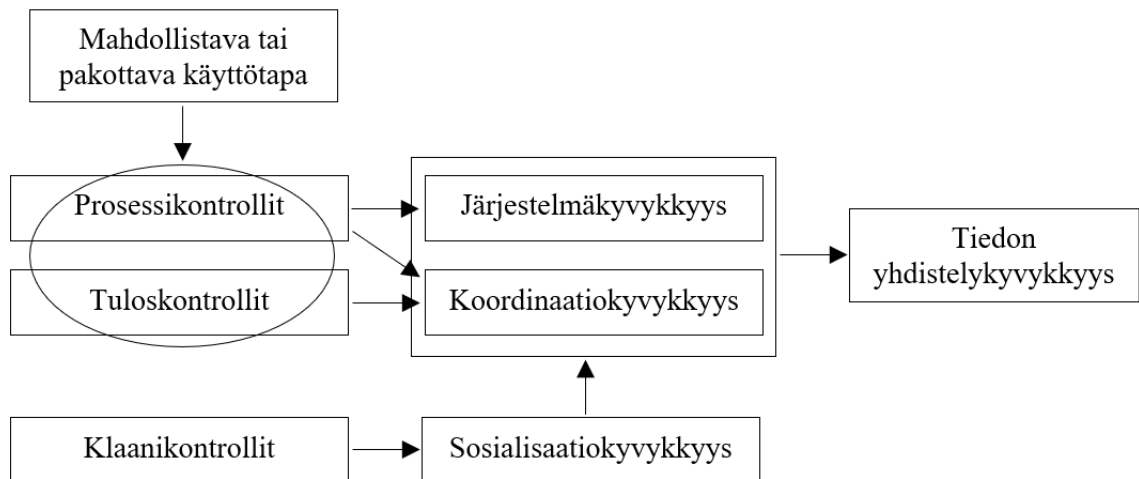 Mahdollistava tai
pakottava käyttötapa
Prosessikontrollit
Järjestelmäkyvykkyys
Tuloskontrollit
Koordinaatiokyvykkyys
Tiedon
yhdistelykyvykkyys
Klaanikontrollit
Sosialisaatiokyvykkyys